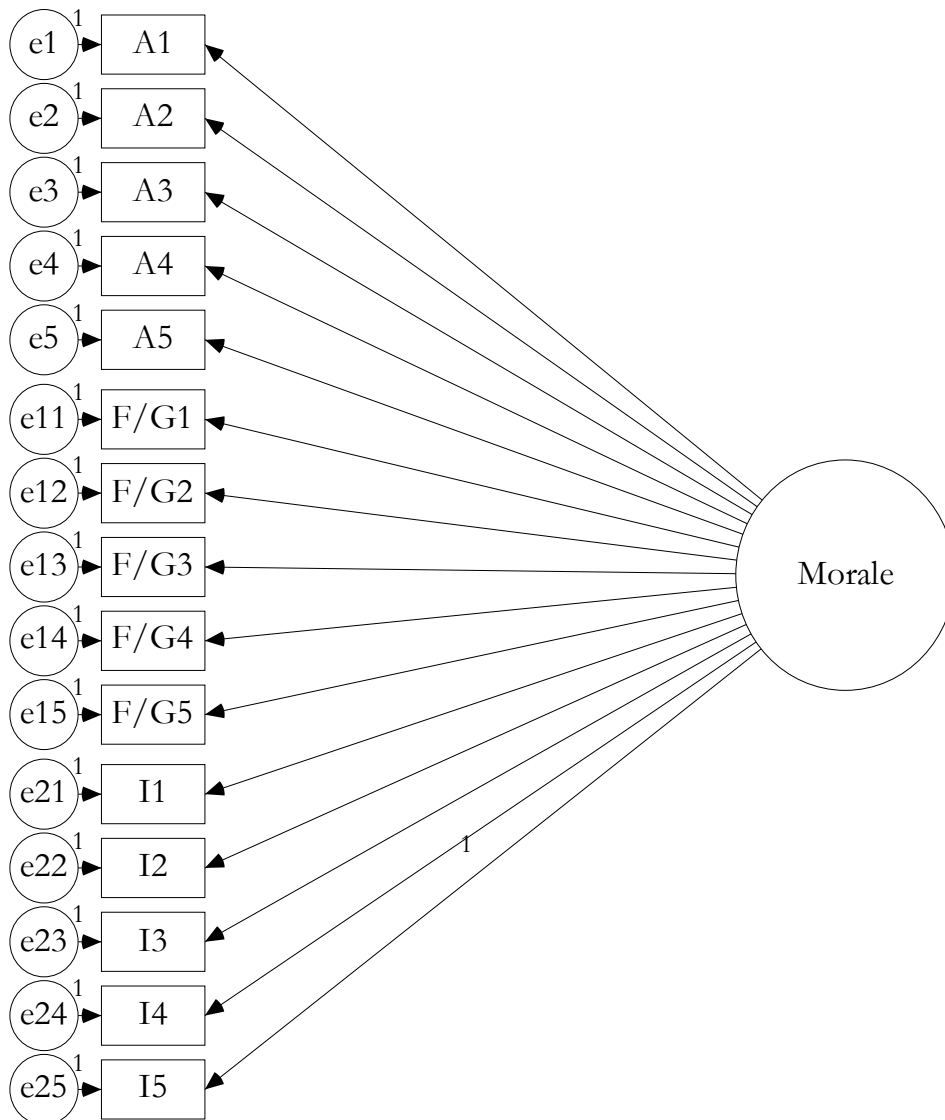 1
e1 A1
1
e2 A2
1
e3 A3
1
e4 A4
1
e5 A5
1
e11 F/G1
1
e12 F/G2
1
e13 F/G3
Morale
1
e14 F/G4
1
e15 F/G5
1
e21 I1
1
1
e22 I2
1
e23 I3
1
e24 I4
1
e25 I5